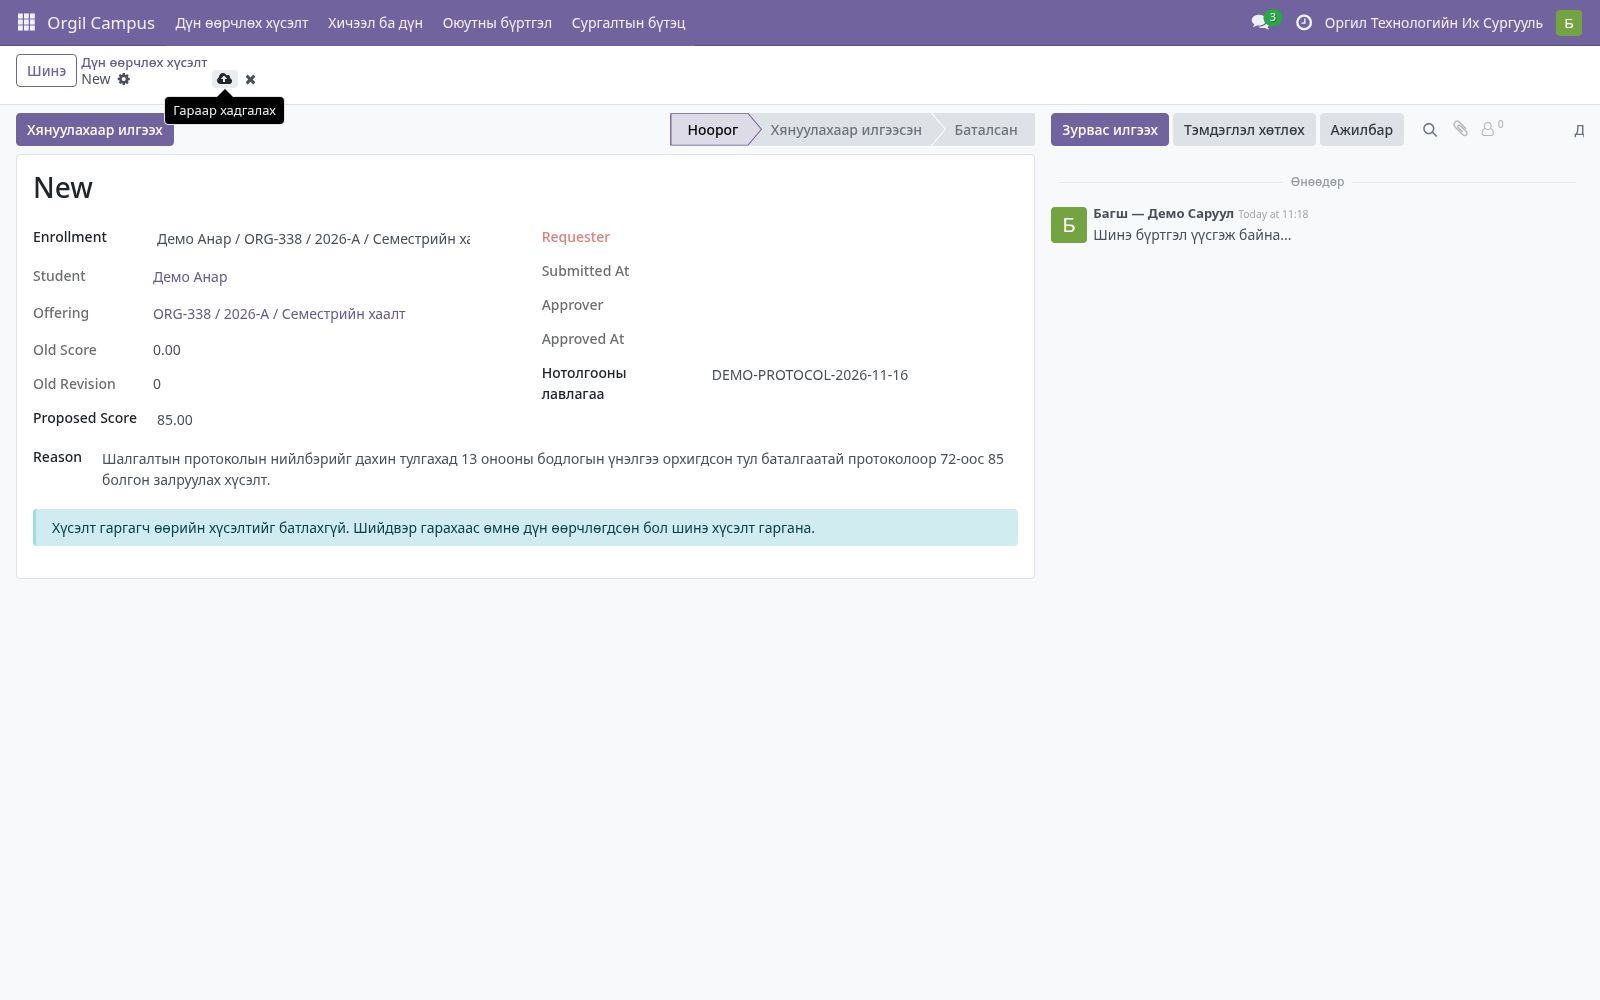 Orgil Campus Дүн өөрчлөх хүсэлт Хичээл ба дүн Оюутны бүртгэл Сургалтын бүтэц 3 Оргил Технологийн Их Сургууль Б
Шинэ
Дүн өөрчлөх хүсэлт
New
Гараар хадгалах
Хянуулахаар илгээх Ноорог Хянуулахаар илгээсэн Баталсан Зурвас илгээх Тэмдэглэл хөтлөх Ажилбар 0 Д
New
Enrollment Демо Анар / ORG-338 / 2026-A / Семестрийн ха
Student Демо Анар
Offering ORG-338 / 2026-A / Семестрийн хаалт
Old Score 0.00
Old Revision 0
Proposed Score 85.00
Requester
Submitted At
Approver
Approved At
Нотолгооны
лавлагаа
DEMO-PROTOCOL-2026-11-16
Reason Шалгалтын протоколын нийлбэрийг дахин тулгахад 13 онооны бодлогын үнэлгээ орхигдсон тул баталгаатай протоколоор 72-оос 85
болгон залруулах хүсэлт.
Хүсэлт гаргагч өөрийн хүсэлтийг батлахгүй. Шийдвэр гарахаас өмнө дүн өөрчлөгдсөн бол шинэ хүсэлт гаргана.
Өнөөдөр
Б
Багш — Демо Саруул Today at 11:18
Шинэ бүртгэл үүсгэж байна...